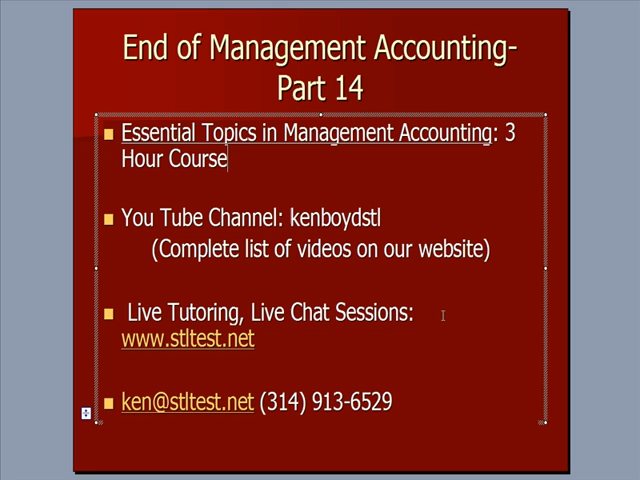 End of Management Accounting-
Part 14
Essential Topics in Management Accounting: 3
Hour Course
You Tube Channel: kenboydstl
(Complete list of videos on our website)
Live Tutoring, Live Chat Sessions:
www.stltest.net
ken@stltest.net (314) 913-6529